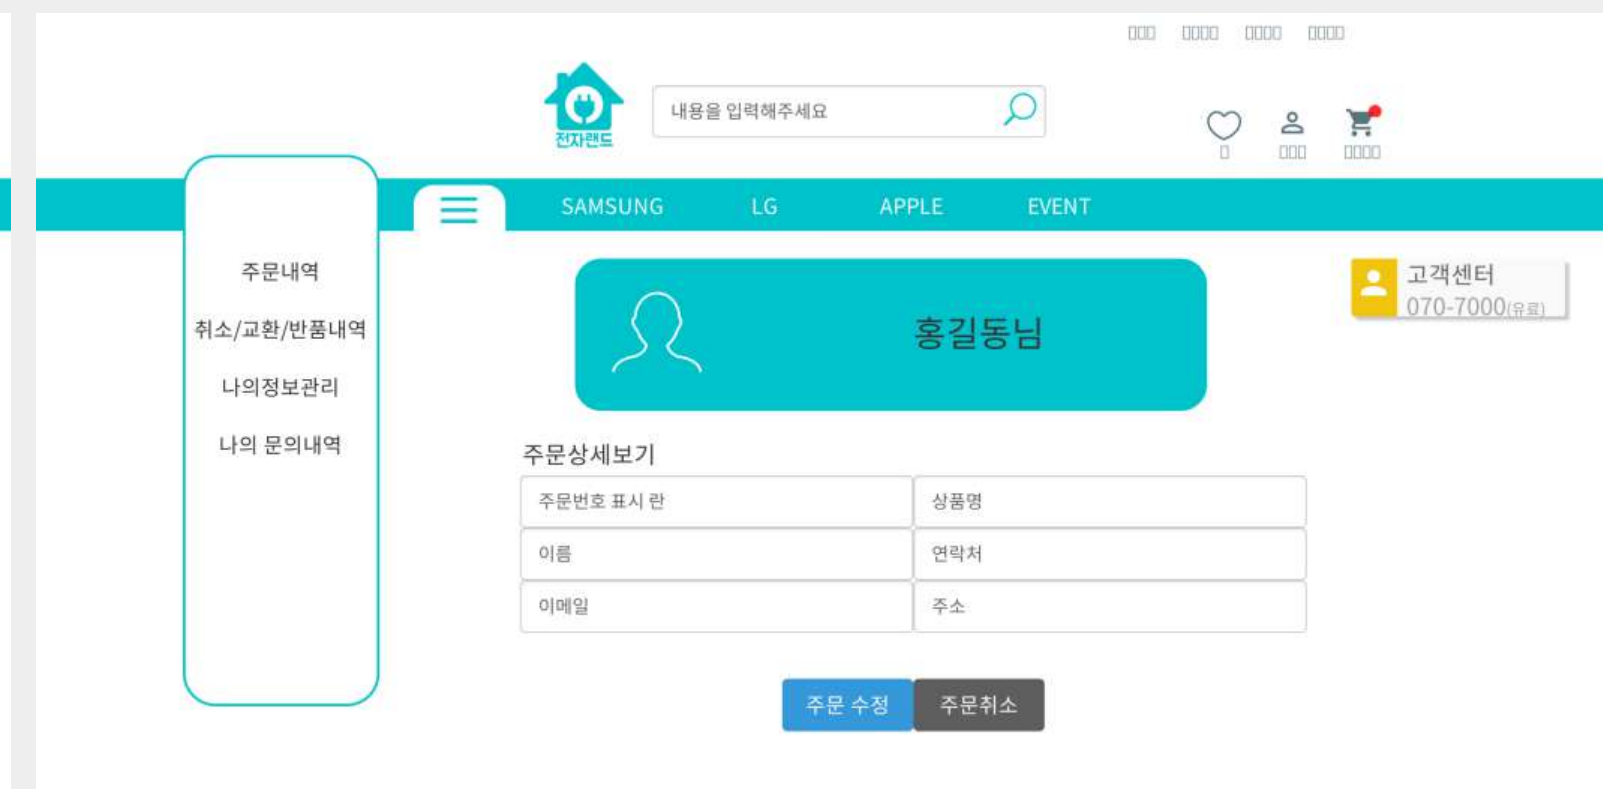 내용을 입력해주세요
전자랜드
SAMSUNG LG APPLE EVENT
주문내역
취소/교환/반품내역
나의정보관리
나의 문의내역
홍길동님
고객센터
070-7000(유료)
주문상세보기
주문번호 표시 란 상품명
이름 연락처
이메일 주소
주문 수정 주문취소